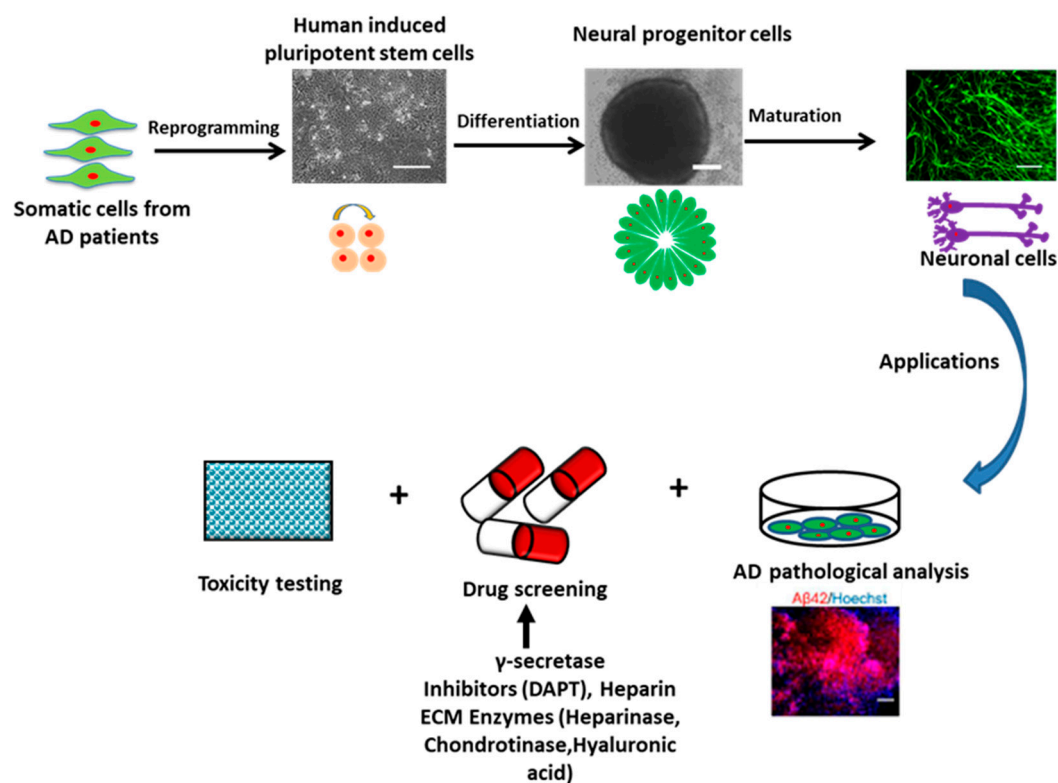 Human induced
pluripotent stem cells
Neural progenitor cells
Reprogramming
Differentiation
Maturation
Somatic cells from
AD patients
Neuronal cells
Applications
+
+
Toxicity testing
Drug screening
AD pathological analysis
Aβ42/Hoechst
γ-secretase
Inhibitors (DAPT), Heparin
ECM Enzymes (Heparinase,
Chondrotinase,Hyaluronic
acid)